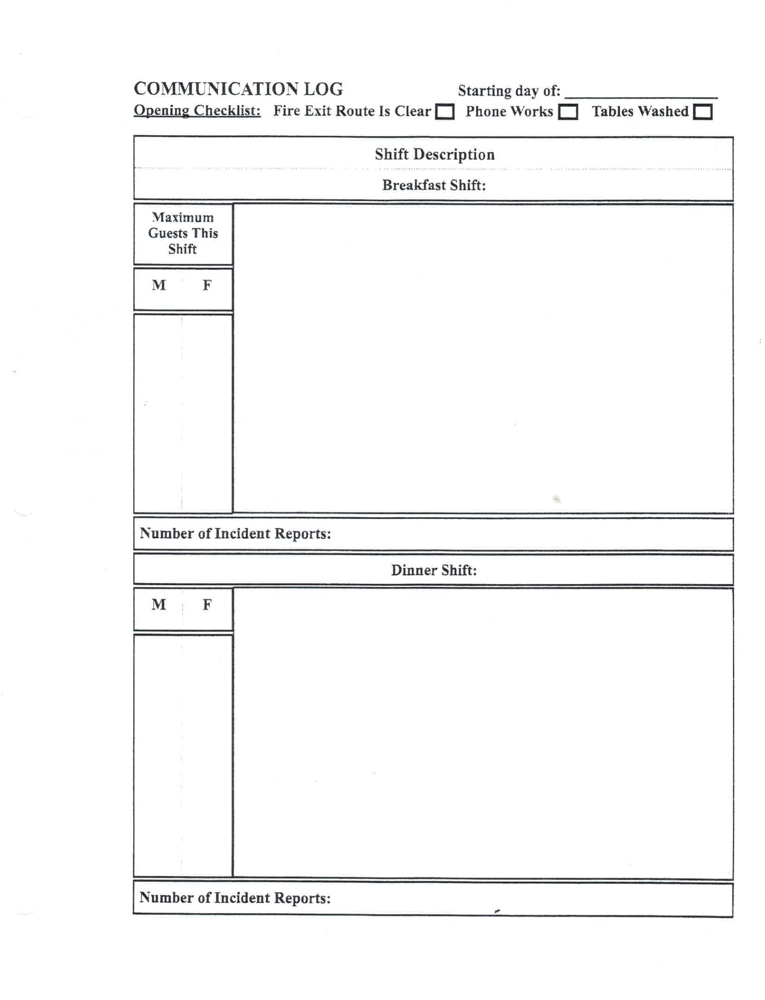 COMMUNICATION LOG Starting day of:
Opening Checklist: Fire Exit Route Is Clear Phone Works Tables Washed
Shift Description
Breakfast Shift:
Maximum
Guests This
Shift
M F
Number of Incident Reports:
Dinner Shift:
M F
Number of Incident Reports: